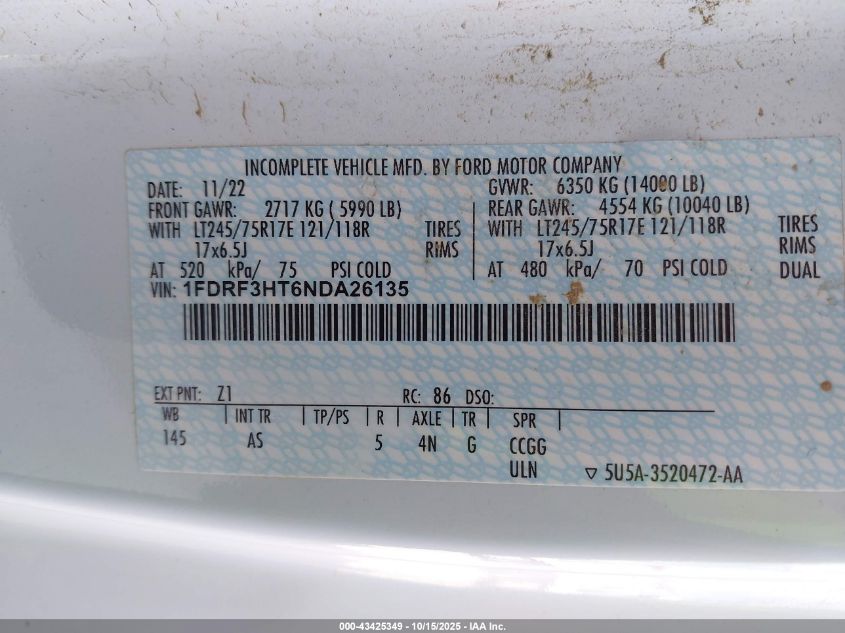 INCOMPLETE VEHICLE MFD. BY FORD MOTOR COMPANY
DATE: 11/22 GVWR: 6350 KG (14000 LB)
FRONT GAWR: 2717 KG ( 5990 LB) REAR GAWR: 4554 KG (10040 LB)
WITH LT245/75R17E 121/118R TIRES WITH LT245/75R17E 121/118R TIRES
17x6.5J RIMS 17x6.5J RIMS
AT 520 kPa/ 75 PSI COLD AT 480 kPa/ 70 PSI COLD DUAL
VIN: 1FDRF3HT6NDA26135
EXT PNT: Z1 RC: 86 DSO:
WB INT TR TP/PS R AXLE TR SPR
145 AS 5 4N G CCGG
ULN 5U5A-3520472-AA
000-43425349 - 10/15/2025 - IAA Inc.